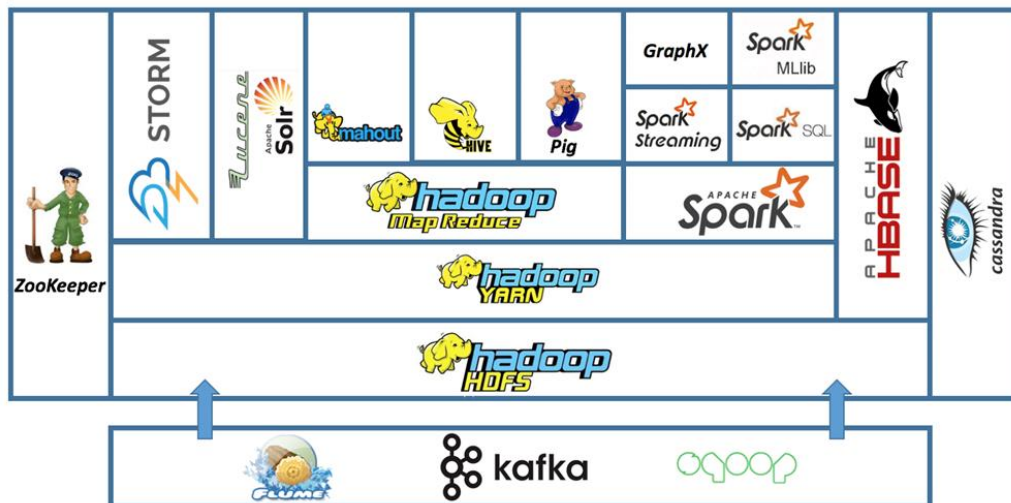 ZooKeeper
STORM
Lucene
Apache
Solr
mahout
HIVE
Pig
GraphX
Spark
MLlib
Spark
Streaming
Spark SQL
hadoop
Map Reduce
APACHE
Spark™
APACHE
HBASE
cassandra
hadoop
YARN
hadoop
HDFS
FLUME
kafka
sqoop